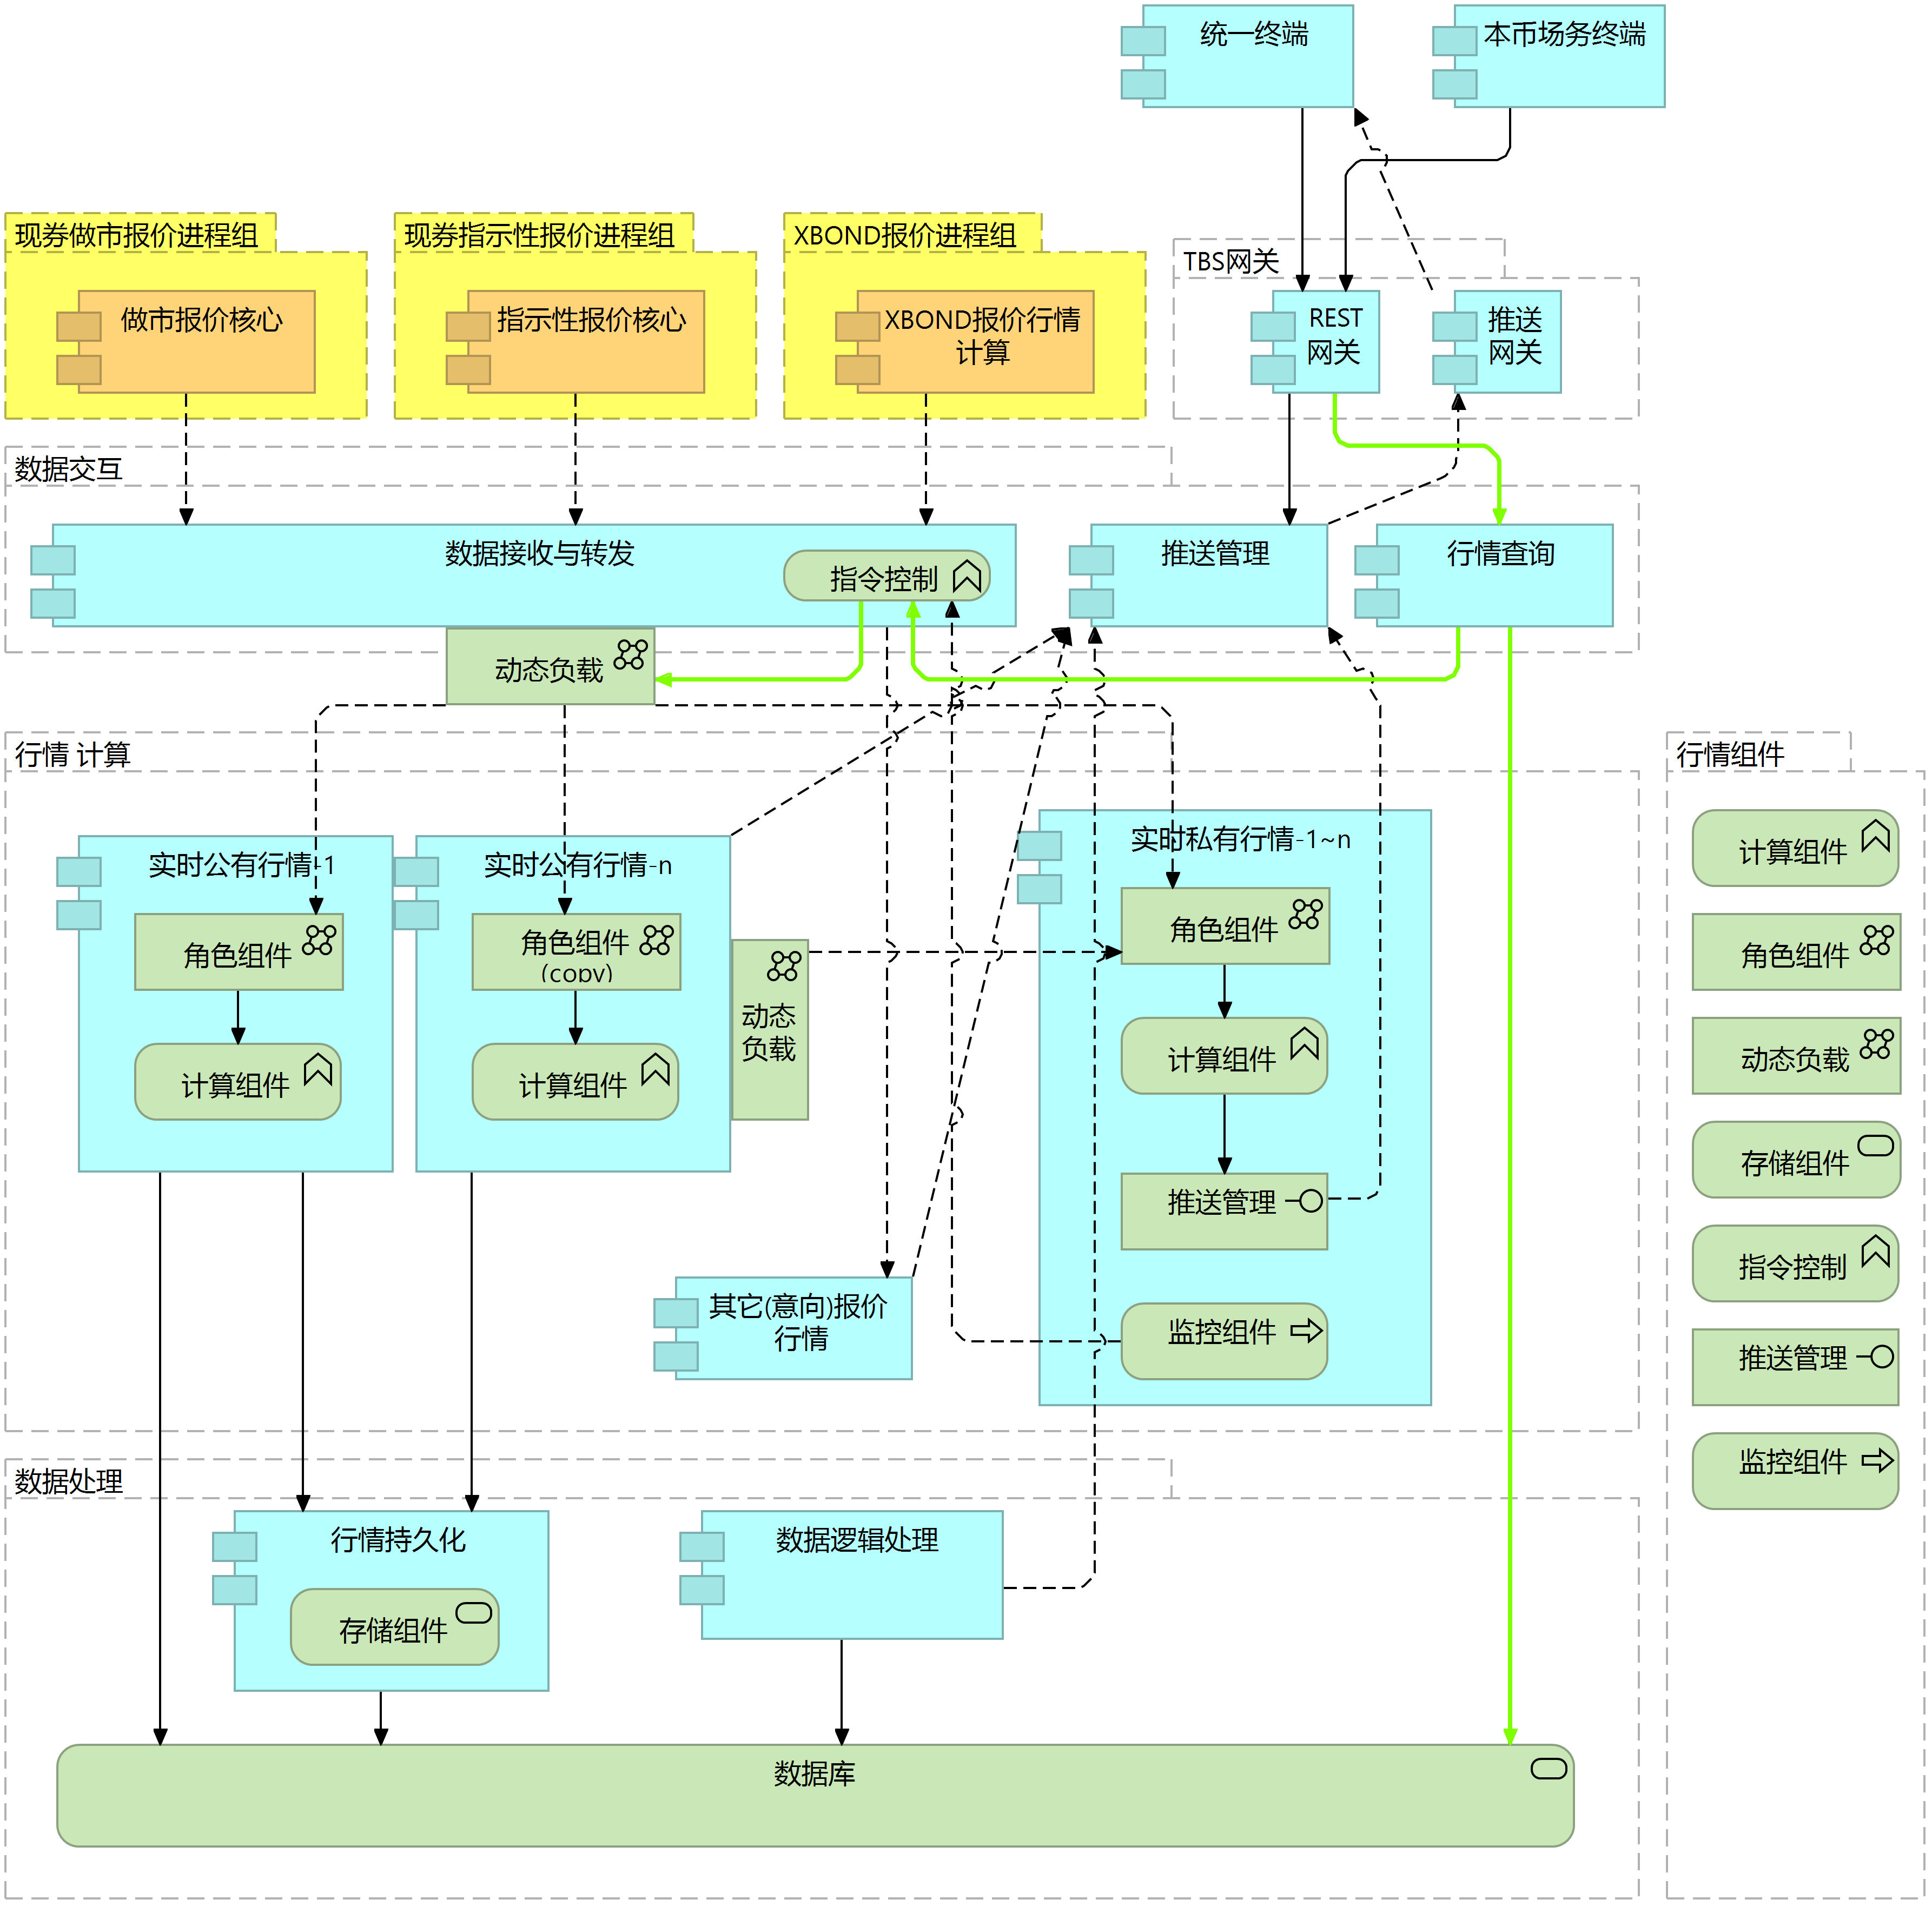 统一终端
本币场务终端
现券做市报价进程组
现券指示性报价进程组
XBOND报价进程组
TBS网关
做市报价核心
指示性报价核心
XBOND报价行情
计算
REST
网关
推送
网关
数据交互
数据接收与转发
指令控制
推送管理
行情查询
动态负载
行情 计算
行情组件
实时公有行情-1
实时公有行情-n
实时私有行情-1~n
角色组件
角色组件
(copy)
角色组件
动态
负载
计算组件
计算组件
计算组件
推送管理
其它(意向)报价
行情
监控组件
计算组件
角色组件
动态负载
存储组件
指令控制
推送管理
监控组件
数据处理
行情持久化
数据逻辑处理
存储组件
数据库